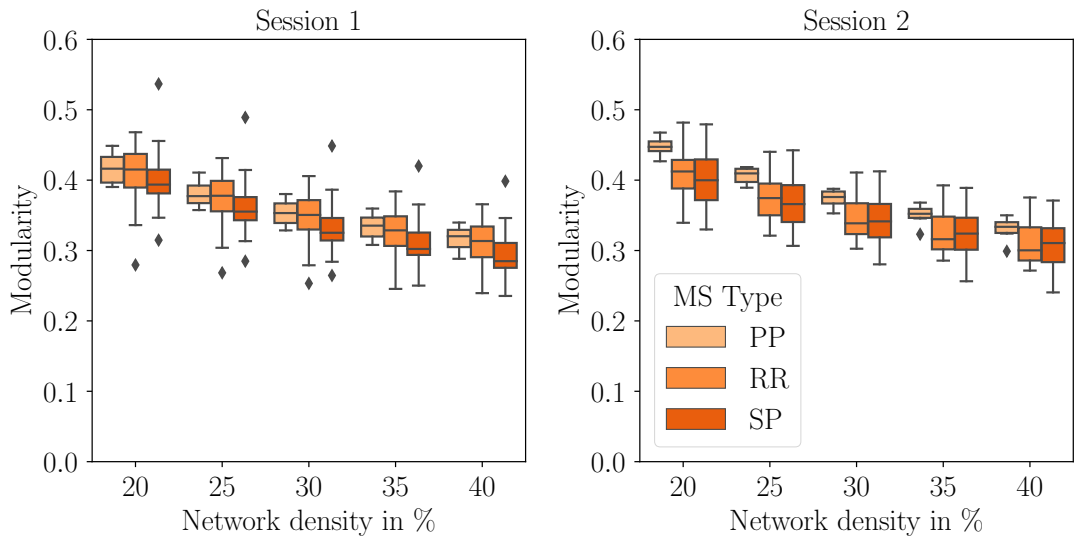 Session 1
0.6
0.5
0.4
0.3
0.2
0.1
0.0
Modularity
20 25 30 35 40
Network density in %
Session 2
0.6
0.5
0.4
0.3
0.2
0.1
0.0
Modularity
MS Type
PP
RR
SP
20 25 30 35 40
Network density in %